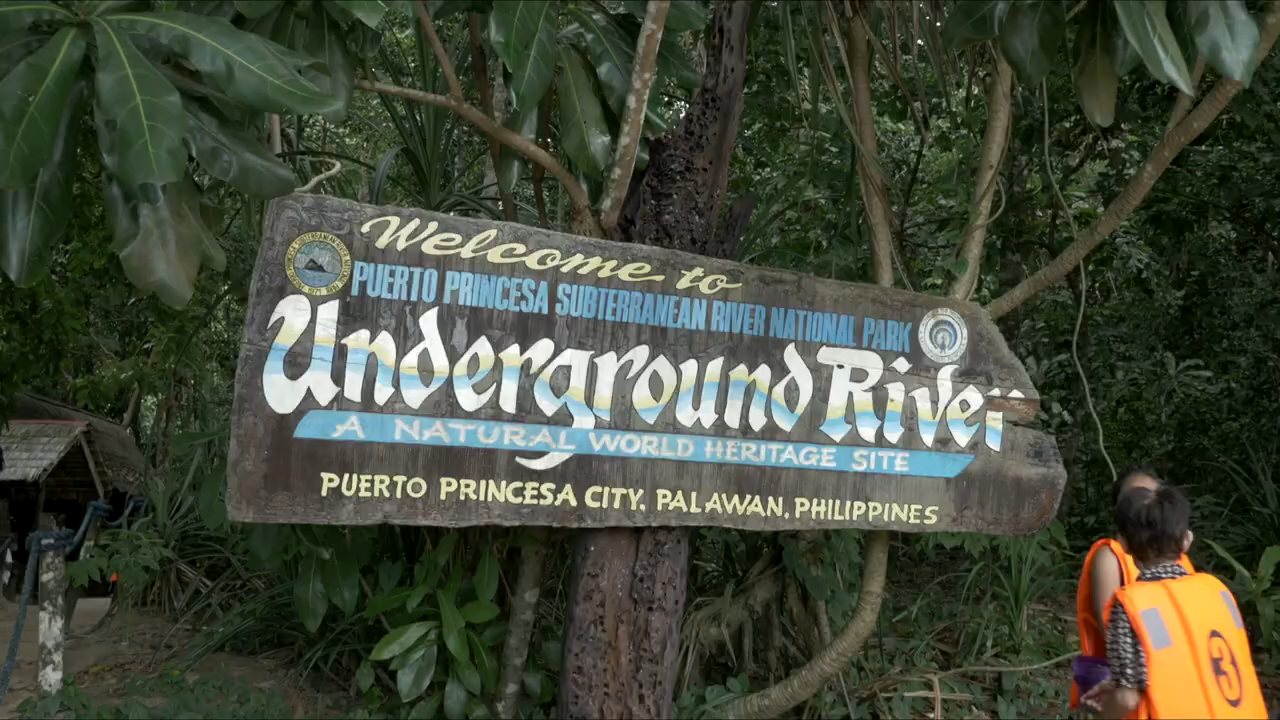 Welcome to
PUERTO PRINCESA SUBTERRANEAN RIVER NATIONAL PARK
Underground River
A NATURAL WORLD HERITAGE SITE
PUERTO PRINCESA CITY, PALAWAN, PHILIPPINES
3